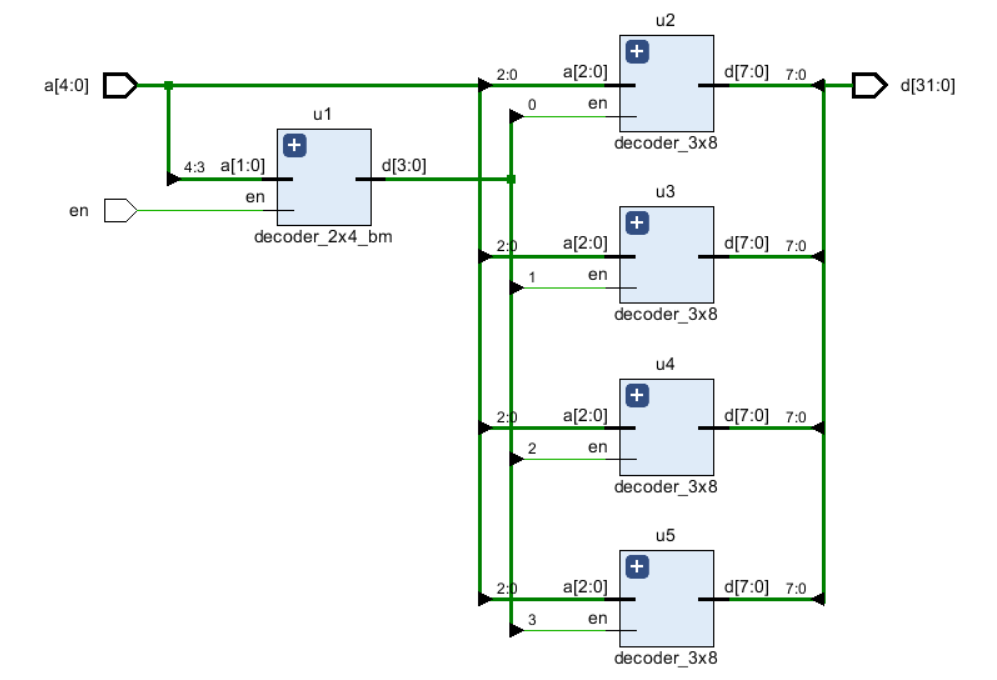 u2
a[4:0]
2:0
a[2:0]
d[7:0]
7:0
d[31:0]
0
en
decoder_3x8
u1
4:3
a[1:0]
d[3:0]
en
en
decoder_2x4_bm
u3
2:0
a[2:0]
d[7:0]
7:0
1
en
decoder_3x8
u4
2:0
a[2:0]
d[7:0]
7:0
2
en
decoder_3x8
u5
2:0
a[2:0]
d[7:0]
7:0
3
en
decoder_3x8